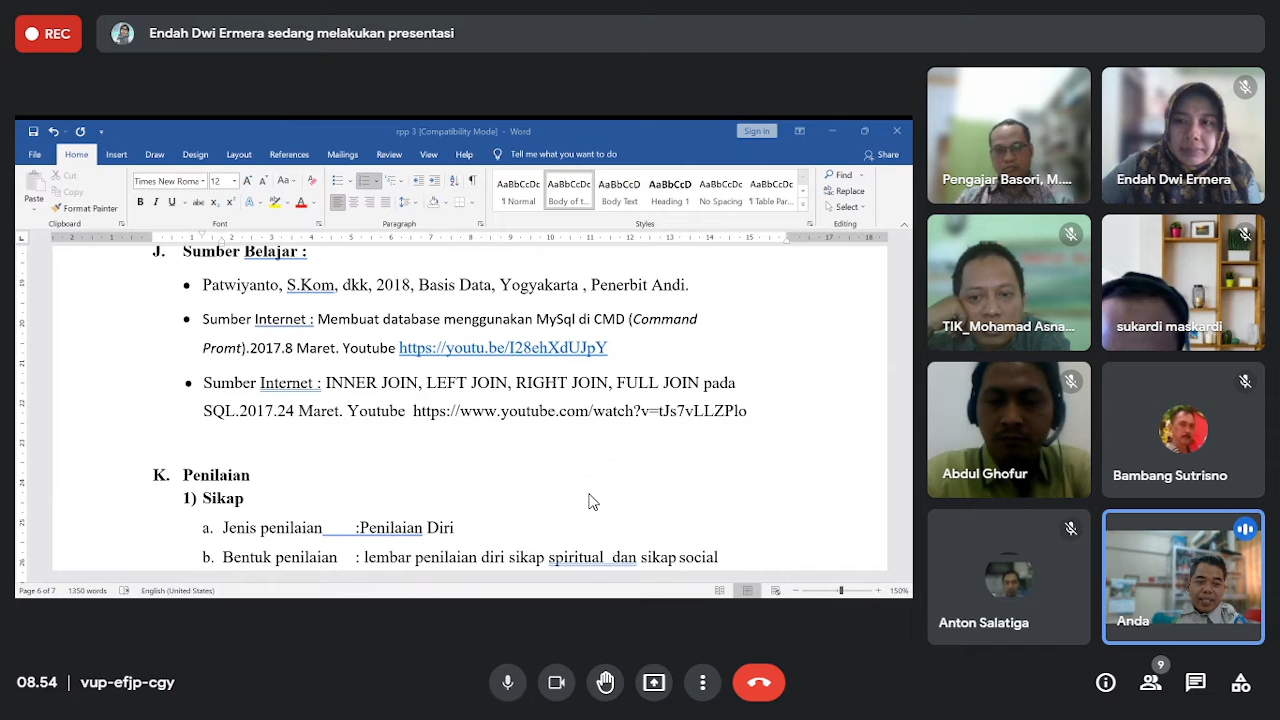 REC
Endah Dwi Ermera sedang melakukan presentasi
rpp 3 [Compatibility Mode] - Word
Sign in
File Home Insert Draw Design Layout References Mailings Review View Help Tell me what you want to do Share
Paste
Cut
Copy
Format Painter
Clipboard
Times New Roma 12
Font
Paragraph
AaBbCcDc AaBbCcDc AaBbCcDc AaBbCcD AaBbCcDc AaBbCcDc
¶ Normal Body of t... Body Text Heading 1 ¶ No Spacing ¶ Table Par...
Styles
Find
Replace
Select
Editing
J. Sumber Belajar :
• Patwiyanto, S.Kom, dkk, 2018, Basis Data, Yogyakarta , Penerbit Andi.
• Sumber Internet : Membuat database menggunakan MySql di CMD (Command
Promt).2017.8 Maret. Youtube https://youtu.be/I28ehXdUJpY
• Sumber Internet : INNER JOIN, LEFT JOIN, RIGHT JOIN, FULL JOIN pada
SQL.2017.24 Maret. Youtube https://www.youtube.com/watch?v=tJs7vLLZPlo
K. Penilaian
1) Sikap
a. Jenis penilaian :Penilaian Diri
b. Bentuk penilaian : lembar penilaian diri sikap spiritual dan sikap social
Page 6 of 7 1350 words English (United States) 150%
Pengajar Basori, M....
Endah Dwi Ermera
TIK_Mohamad Asna...
sukardi maskardi
Abdul Ghofur
Bambang Sutrisno
Anton Salatiga
Anda
08.54 | vup-efjp-cgy
9